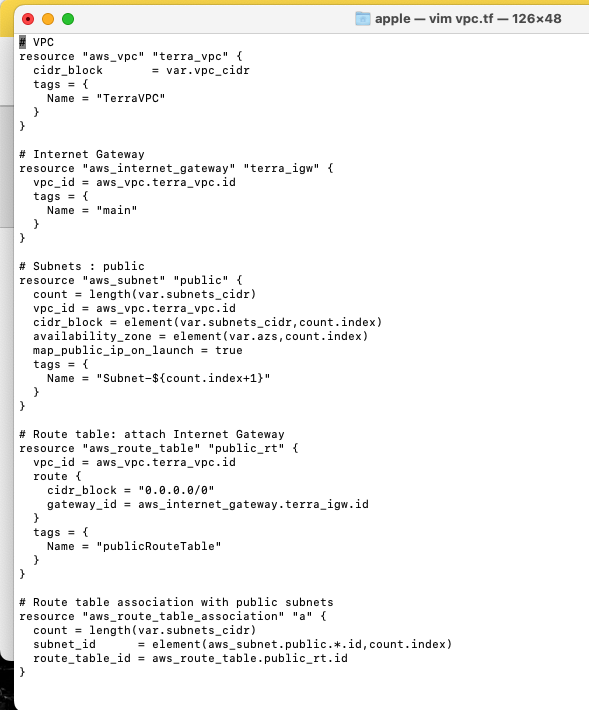 apple — vim vpc.tf — 126×48
# VPC
resource "aws_vpc" "terra_vpc" {
  cidr_block       = var.vpc_cidr
  tags = {
    Name = "TerraVPC"
  }
}

# Internet Gateway
resource "aws_internet_gateway" "terra_igw" {
  vpc_id = aws_vpc.terra_vpc.id
  tags = {
    Name = "main"
  }
}

# Subnets : public
resource "aws_subnet" "public" {
  count = length(var.subnets_cidr)
  vpc_id = aws_vpc.terra_vpc.id
  cidr_block = element(var.subnets_cidr,count.index)
  availability_zone = element(var.azs,count.index)
  map_public_ip_on_launch = true
  tags = {
    Name = "Subnet-${count.index+1}"
  }
}

# Route table: attach Internet Gateway
resource "aws_route_table" "public_rt" {
  vpc_id = aws_vpc.terra_vpc.id
  route {
    cidr_block = "0.0.0.0/0"
    gateway_id = aws_internet_gateway.terra_igw.id
  }
  tags = {
    Name = "publicRouteTable"
  }
}

# Route table association with public subnets
resource "aws_route_table_association" "a" {
  count = length(var.subnets_cidr)
  subnet_id      = element(aws_subnet.public.*.id,count.index)
  route_table_id = aws_route_table.public_rt.id
}